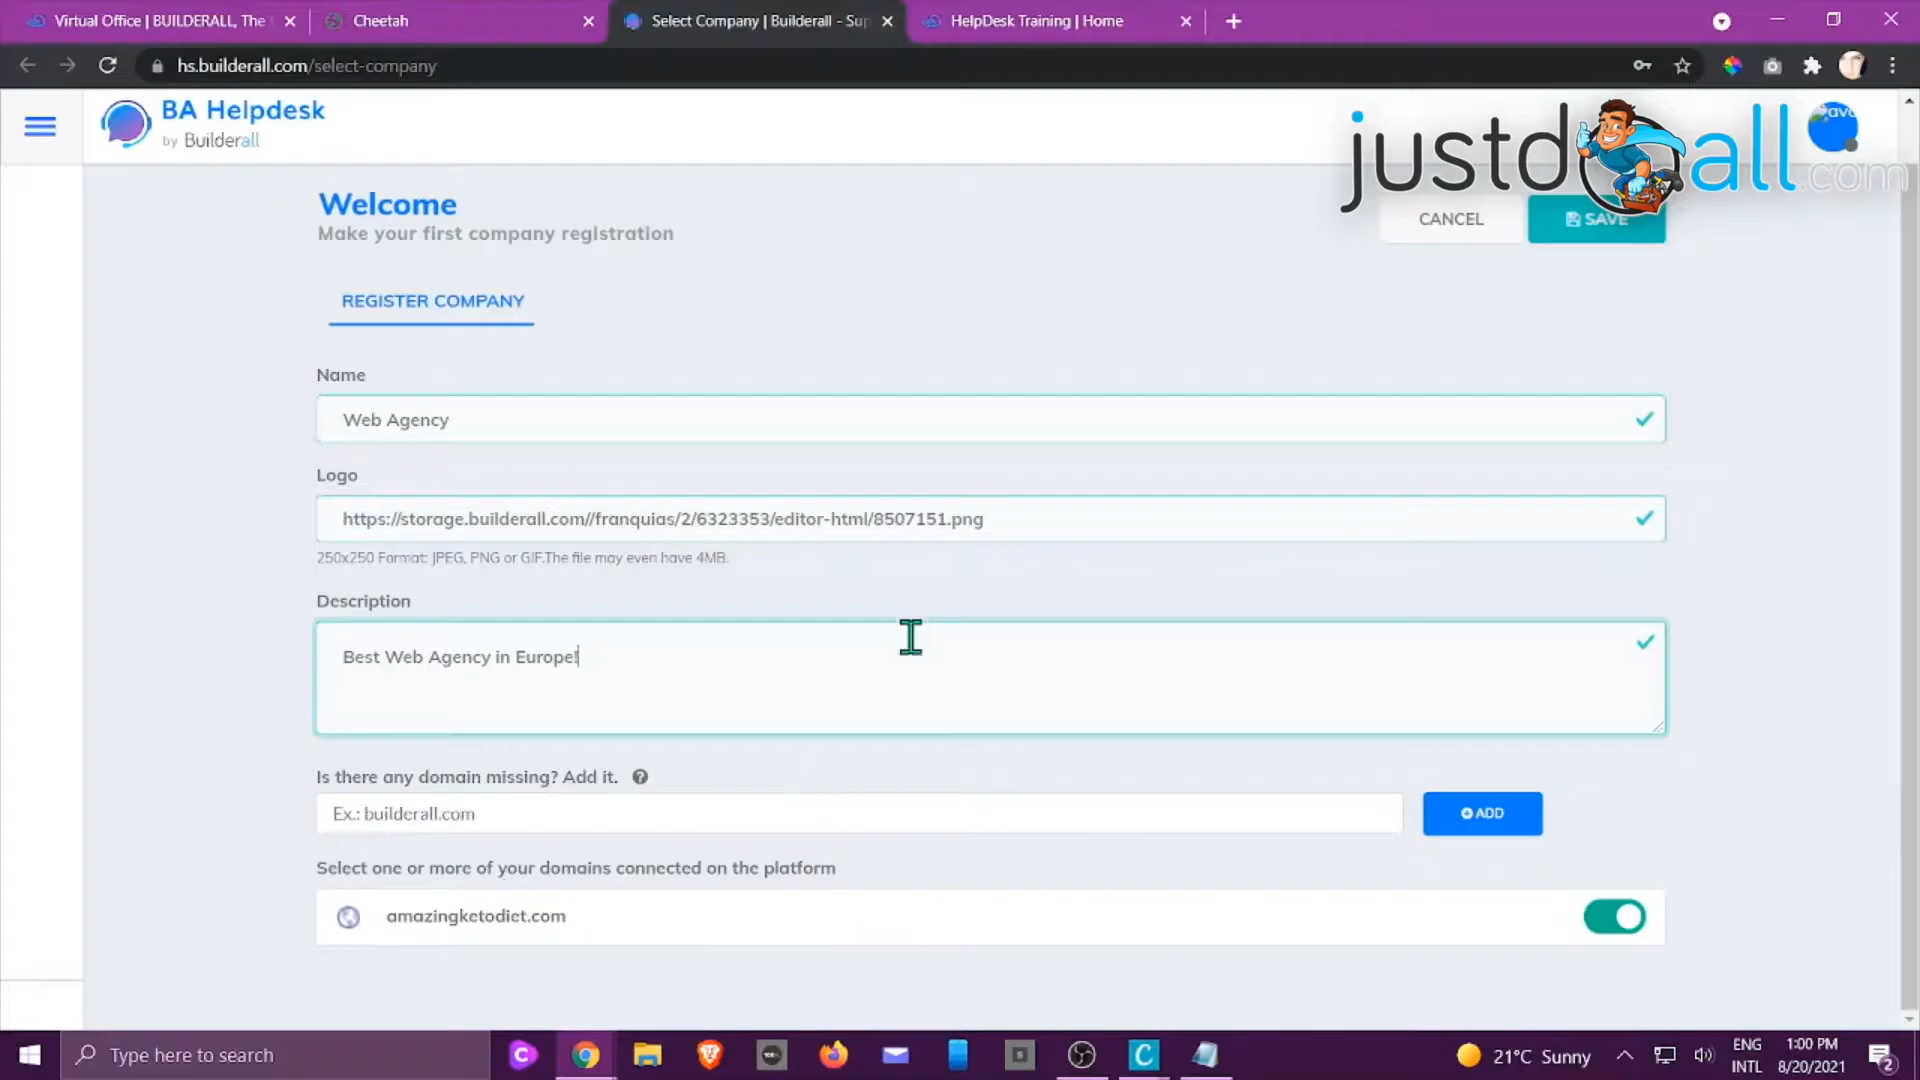 Virtual Office | BUILDERALL, The
Cheetah
Select Company | Builderall - Sup
HelpDesk Training | Home
hs.builderall.com/select-company
BA Helpdesk
by Builderall
justdoall.com
Welcome
Make your first company registration
CANCEL
SAVE
REGISTER COMPANY
Name
Web Agency
Logo
https://storage.builderall.com//franquias/2/6323353/editor-html/8507151.png
250x250 Format: JPEG, PNG or GIF.The file may even have 4MB.
Description
Best Web Agency in Europe!
Is there any domain missing? Add it.
Ex.: builderall.com
ADD
Select one or more of your domains connected on the platform
amazingketodiet.com
Type here to search
21°C Sunny
ENG
INTL
1:00 PM
8/20/2021
2